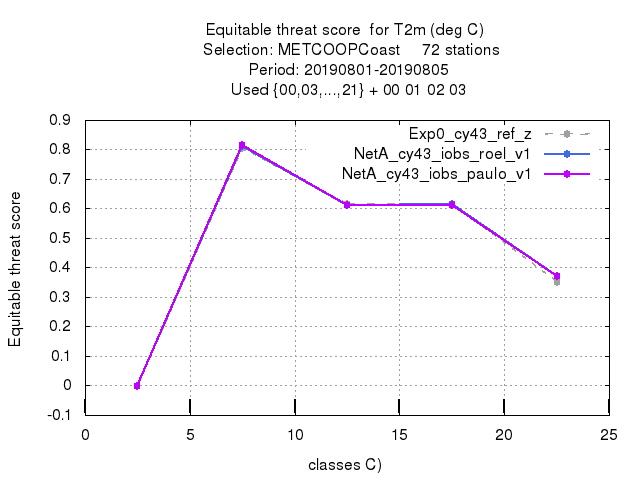 Equitable threat score  for T2m (deg C)
Selection: METCOOPCoast     72 stations
Period: 20190801-20190805
Used {00,03,...,21} + 00 01 02 03
Exp0_cy43_ref_z
NetA_cy43_iobs_roel_v1
NetA_cy43_iobs_paulo_v1
Equitable threat score
0.9
0.8
0.7
0.6
0.5
0.4
0.3
0.2
0.1
0
-0.1
0 5 10 15 20 25
classes C)